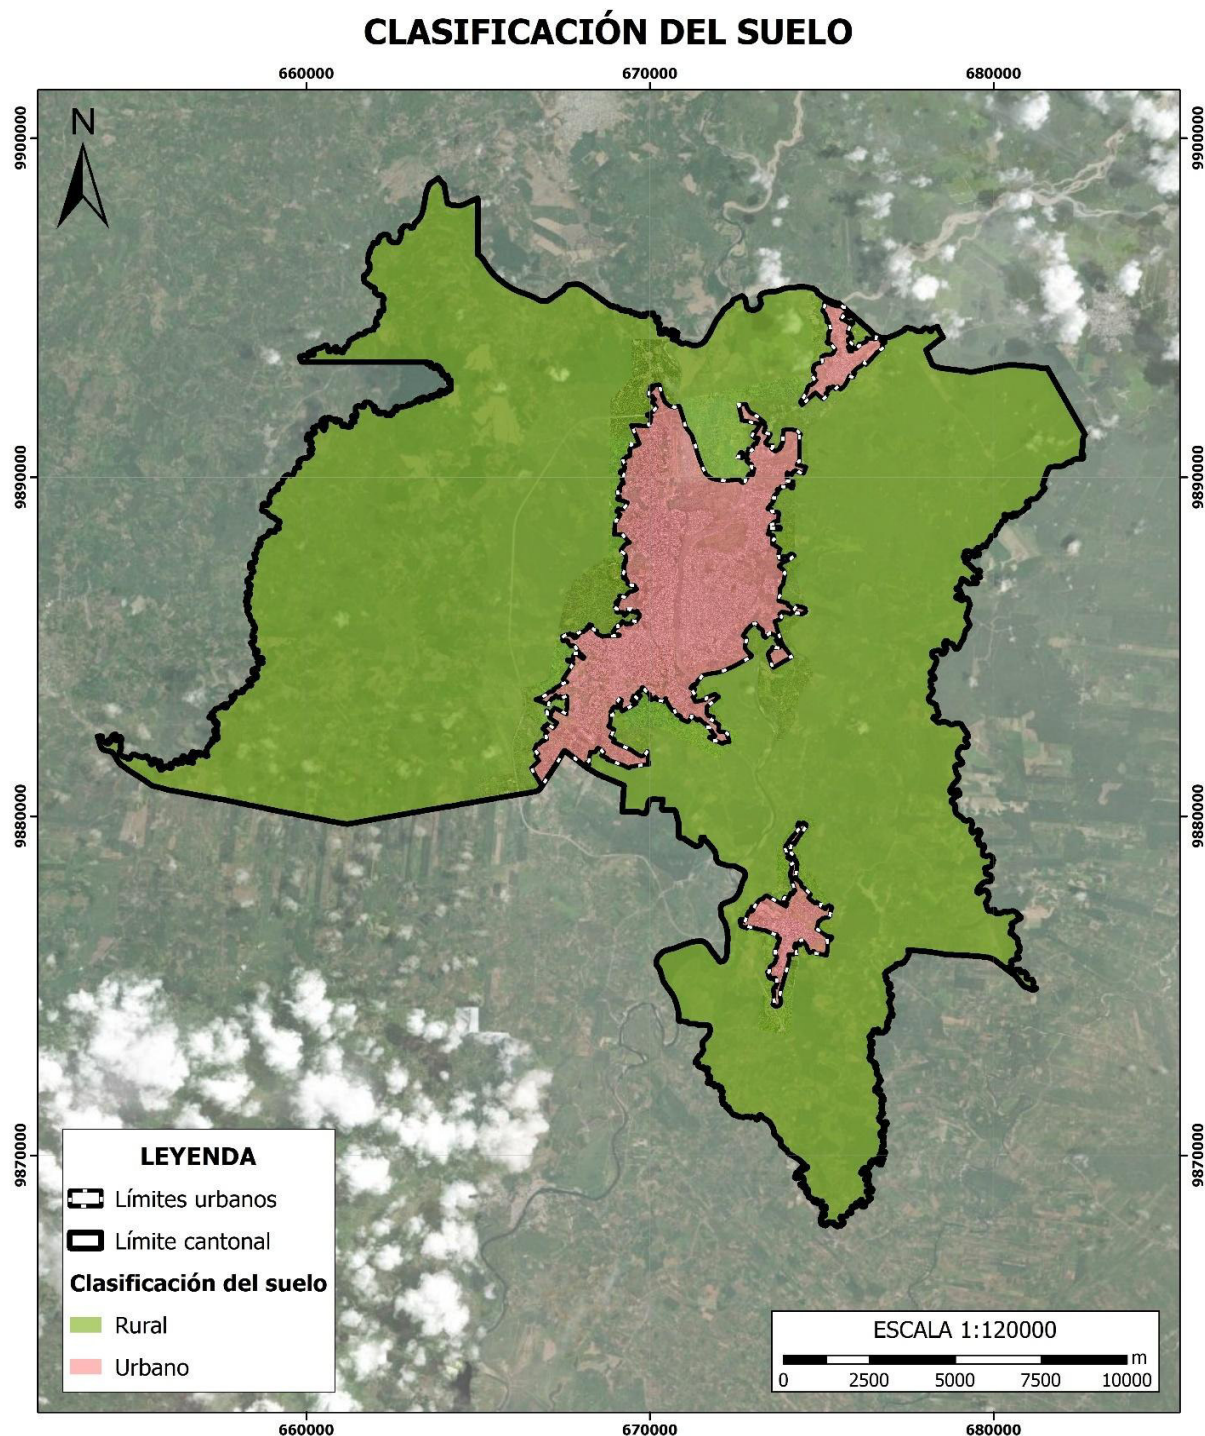 CLASIFICACIÓN DEL SUELO
660000 670000 680000
N
9900000 9900000
9890000 9890000
9880000 9880000
9870000 9870000
LEYENDA
Límites urbanos
Límite cantonal
Clasificación del suelo
Rural
Urbano
ESCALA 1:120000
m
0 2500 5000 7500 10000
660000 670000 680000